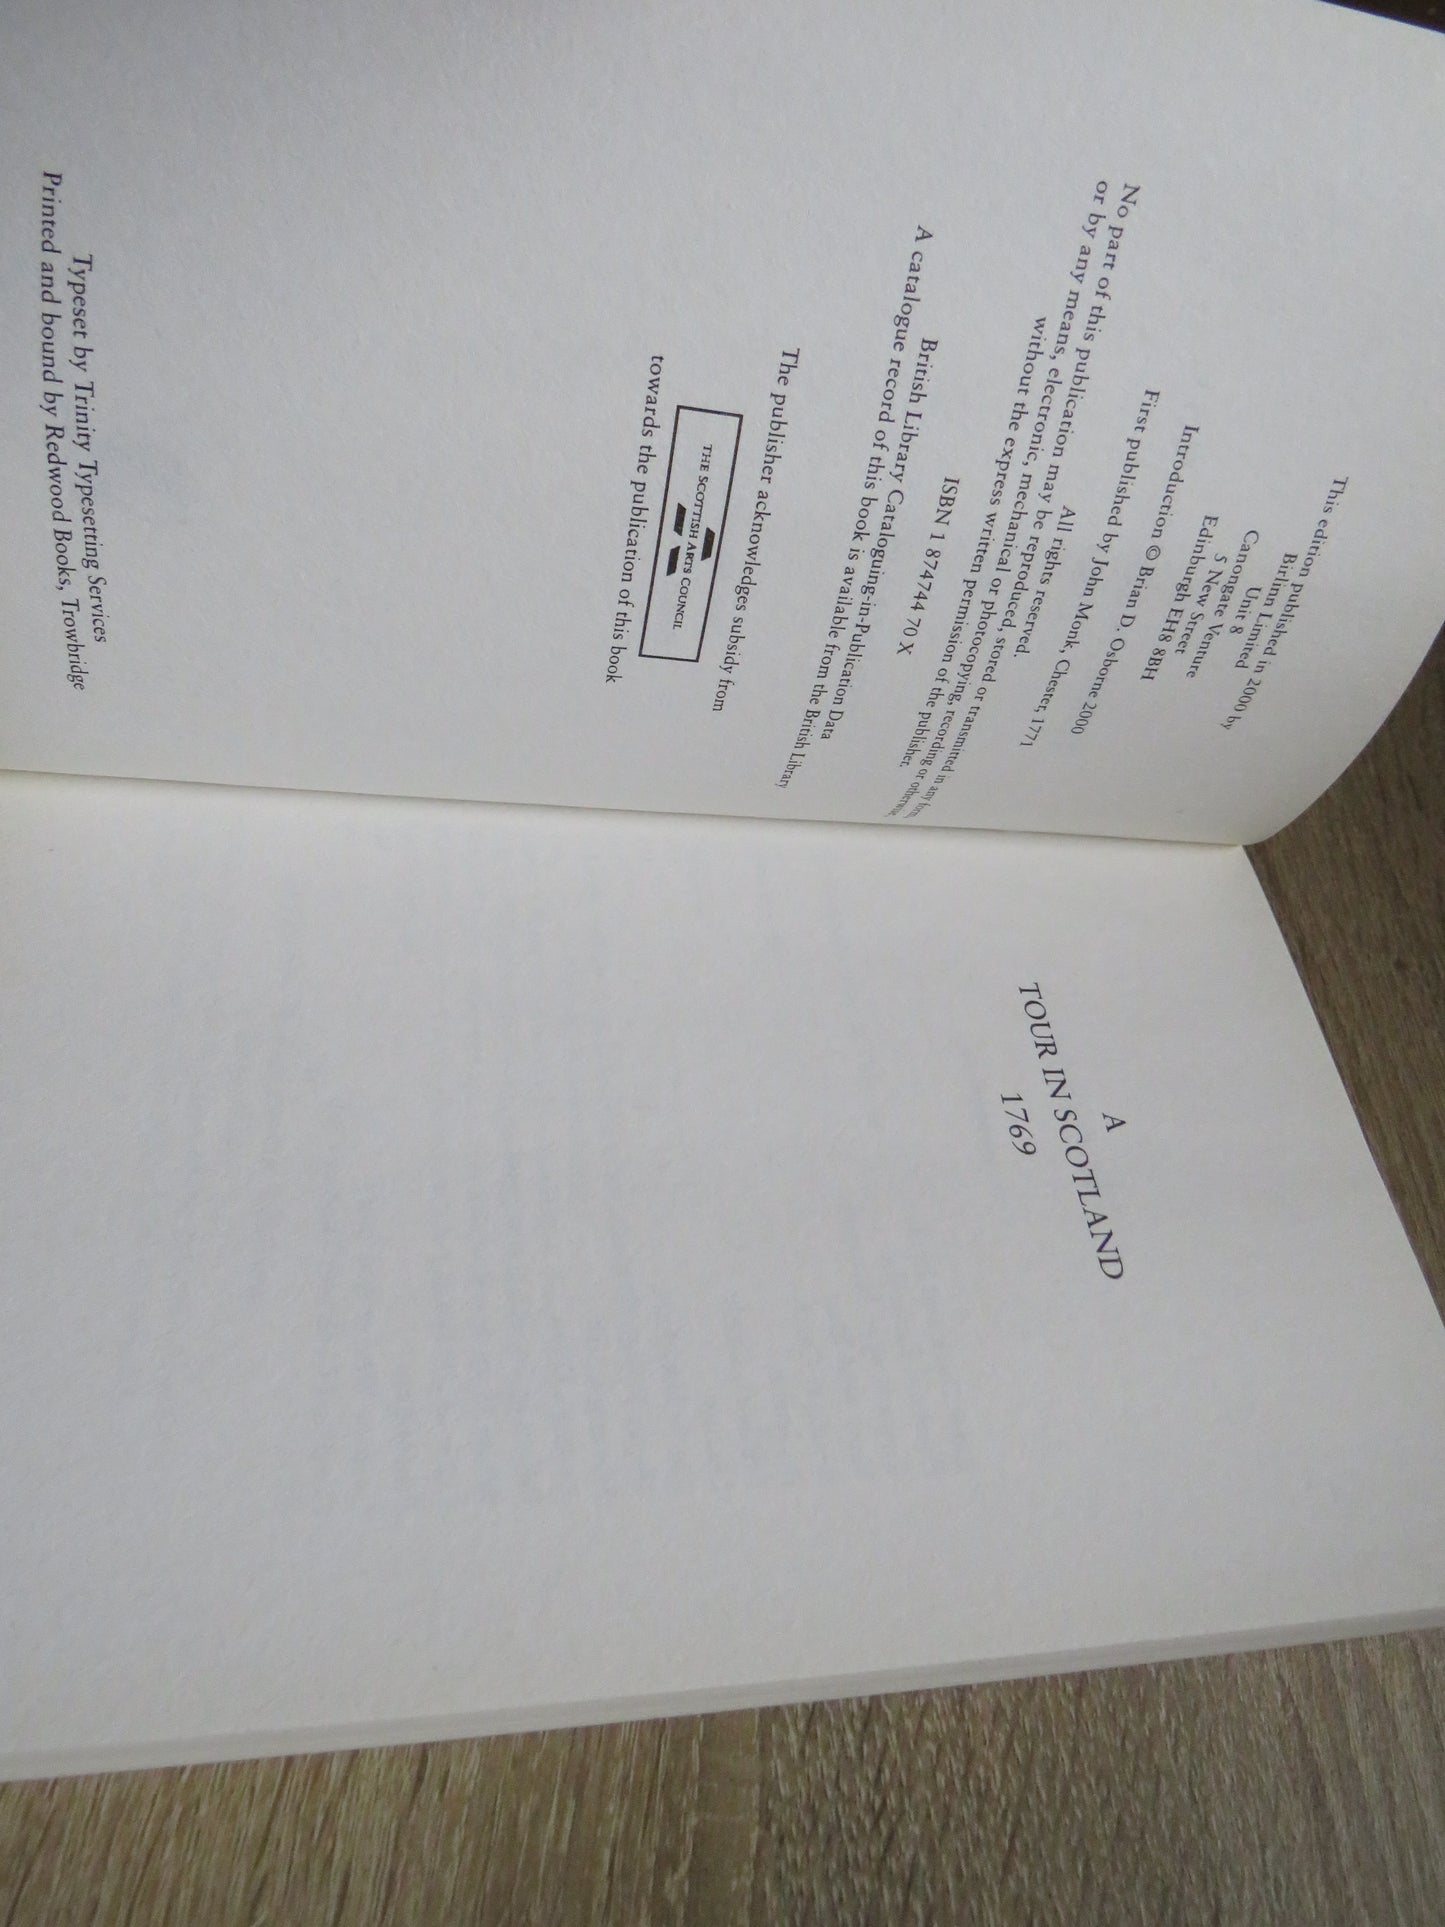 This edition published
Birlinn Limited in 2000 by
Unit 8
Canongate Venture
5 New Street
Edinburgh EH8 8BH
Introduction © Brian D. Osborne 2000
First published by John Monk, Chester, 1771
All rights reserved.
No part of this publication may be reproduced, stored or transmitted in any form
or by any means, electronic, mechanical or photocopying, recording or otherwise,
without the express written permission of the publisher.
ISBN 1 874744 70 X
British Library Cataloguing-in-Publication Data
A catalogue record of this book is available from the British Library
The publisher acknowledges subsidy from
THE SCOTTISH ARTS COUNCIL
towards the publication of this book
Typeset by Trinity Typesetting Services
Printed and bound by Redwood Books, Trowbridge
A
TOUR IN SCOTLAND
1769